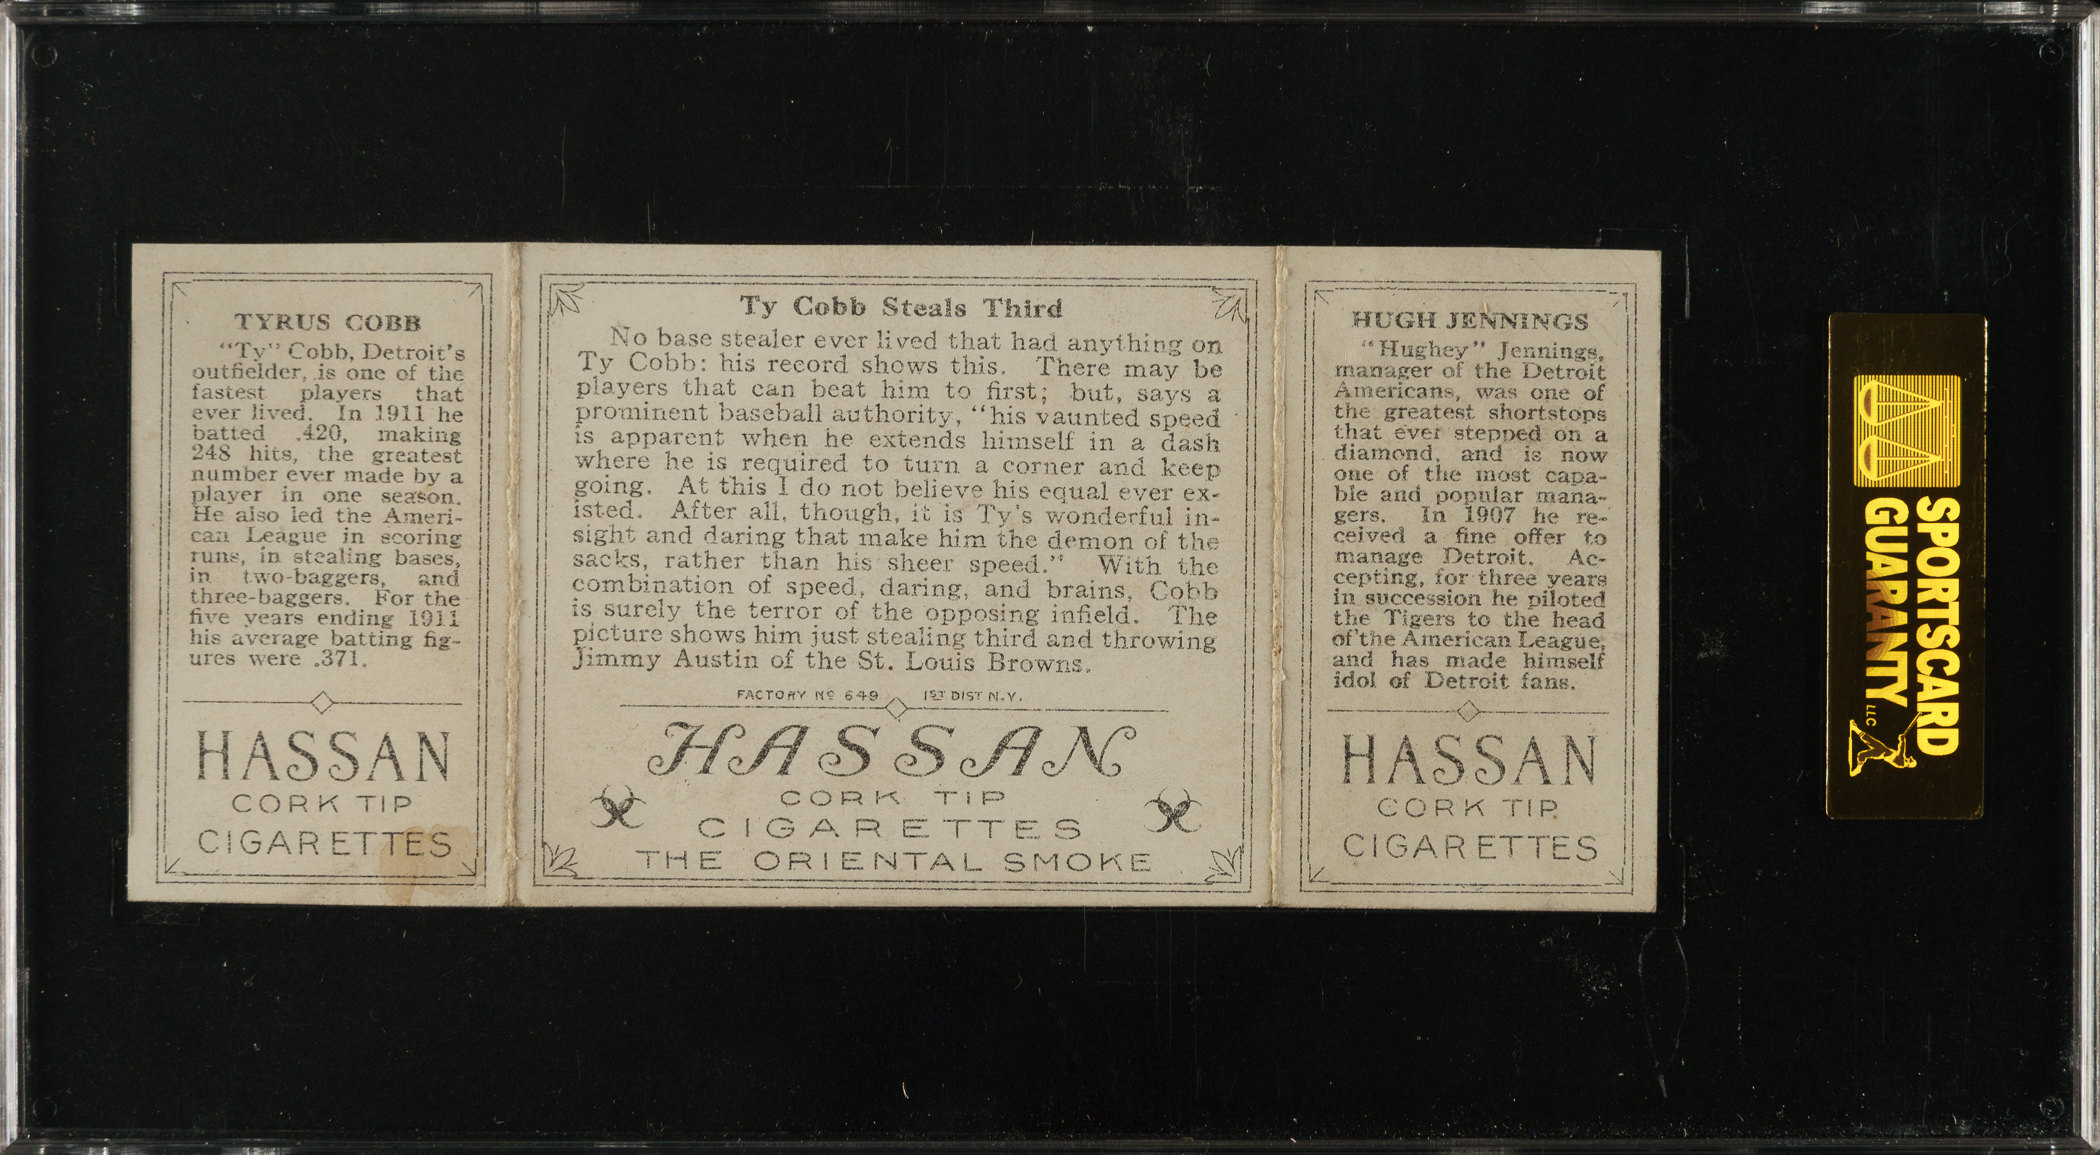 TYRUS COBB
"Ty" Cobb, Detroit's
outfielder, is one of the
fastest players that
ever lived. In 1911 he
batted .420, making
248 hits, the greatest
number ever made by a
player in one season.
He also led the Ameri-
can League in scoring
runs, in stealing bases,
in two-baggers, and
three-baggers. For the
five years ending 1911
his average batting fig-
ures were .371.
HASSAN
CORK TIP
CIGARETTES
Ty Cobb Steals Third
No base stealer ever lived that had anything on
Ty Cobb: his record shows this. There may be
players that can beat him to first; but, says a
prominent baseball authority, "his vaunted speed
is apparent when he extends himself in a dash
where he is required to turn a corner and keep
going. At this I do not believe his equal ever ex-
isted. After all, though, it is Ty's wonderful in-
sight and daring that make him the demon of the
sacks, rather than his sheer speed." With the
combination of speed, daring, and brains, Cobb
is surely the terror of the opposing infield. The
picture shows him just stealing third and throwing
Jimmy Austin of the St. Louis Browns.
FACTORY Nº 649 1ST DIST N.Y.
HASSAN
CORK TIP
CIGARETTES
THE ORIENTAL SMOKE
HUGH JENNINGS
"Hughey" Jennings,
manager of the Detroit
Americans, was one of
the greatest shortstops
that ever stepped on a
diamond, and is now
one of the most capa-
ble and popular mana-
gers. In 1907 he re-
ceived a fine offer to
manage Detroit. Ac-
cepting, for three years
in succession he piloted
the Tigers to the head
of the American League,
and has made himself
idol of Detroit fans.
HASSAN
CORK TIP
CIGARETTES
SPORTSCARD
GUARANTY LLC